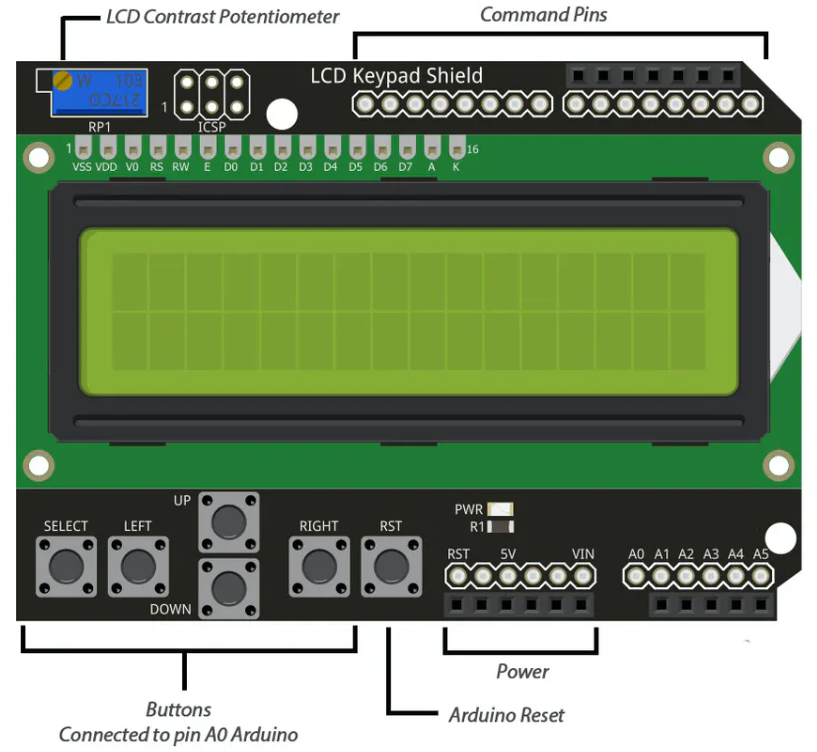 LCD Contrast Potentiometer
Command Pins
W 103
217CD
LCD Keypad Shield
1
RP1
ICSP
1
16
VSS VDD V0 RS RW E D0 D1 D2 D3 D4 D5 D6 D7 A K
UP
PWR
R1
SELECT LEFT RIGHT RST
RST 5V VIN A0 A1 A2 A3 A4 A5
DOWN
Power
Buttons
Connected to pin A0 Arduino
Arduino Reset